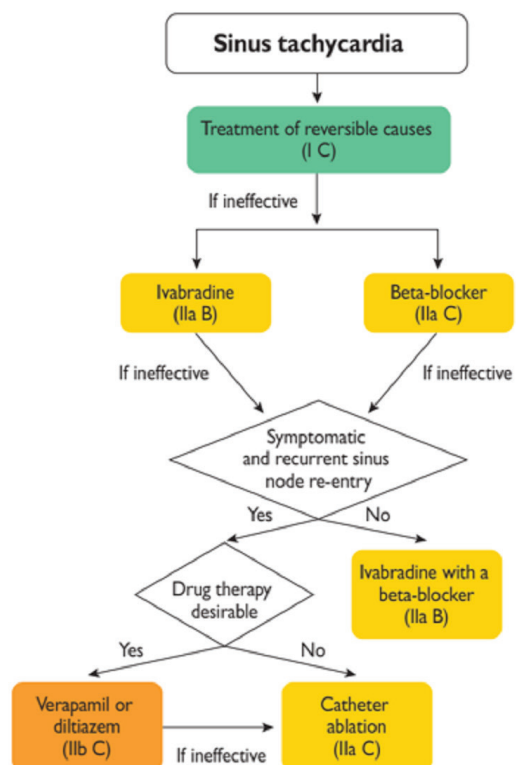 Sinus tachycardia
Treatment of reversible causes
(I C)
If ineffective
Ivabradine
(IIa B)
Beta-blocker
(IIa C)
If ineffective
If ineffective
Symptomatic
and recurrent sinus
node re-entry
Yes
No
Drug therapy
desirable
Ivabradine with a
beta-blocker
(IIa B)
Yes
No
Verapamil or
diltiazem
(IIb C)
If ineffective
Catheter
ablation
(IIa C)